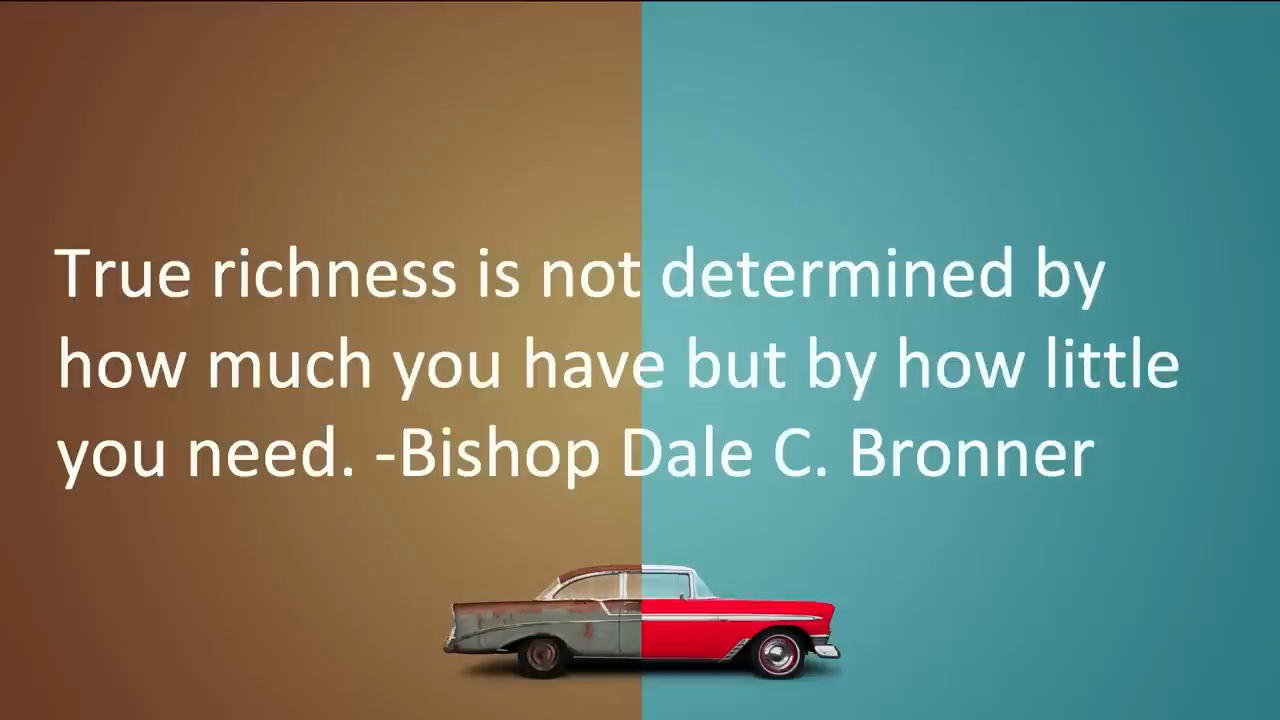 True richness is not determined by
how much you have but by how little
you need. -Bishop Dale C. Bronner